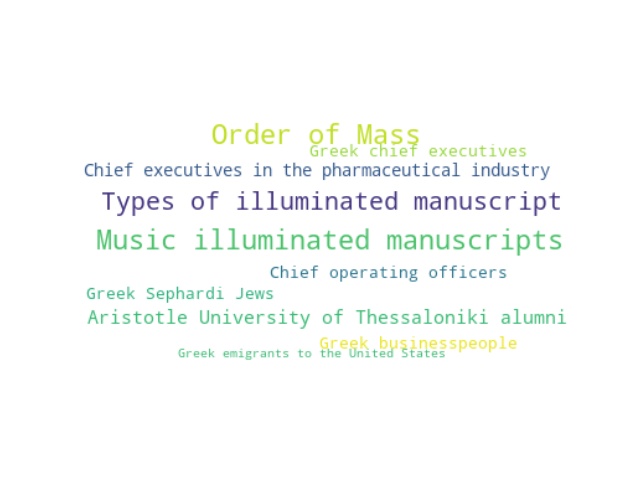 Order of Mass
Greek chief executives
Chief executives in the pharmaceutical industry
Types of illuminated manuscript
Music illuminated manuscripts
Chief operating officers
Greek Sephardi Jews
Aristotle University of Thessaloniki alumni
Greek businesspeople
Greek emigrants to the United States